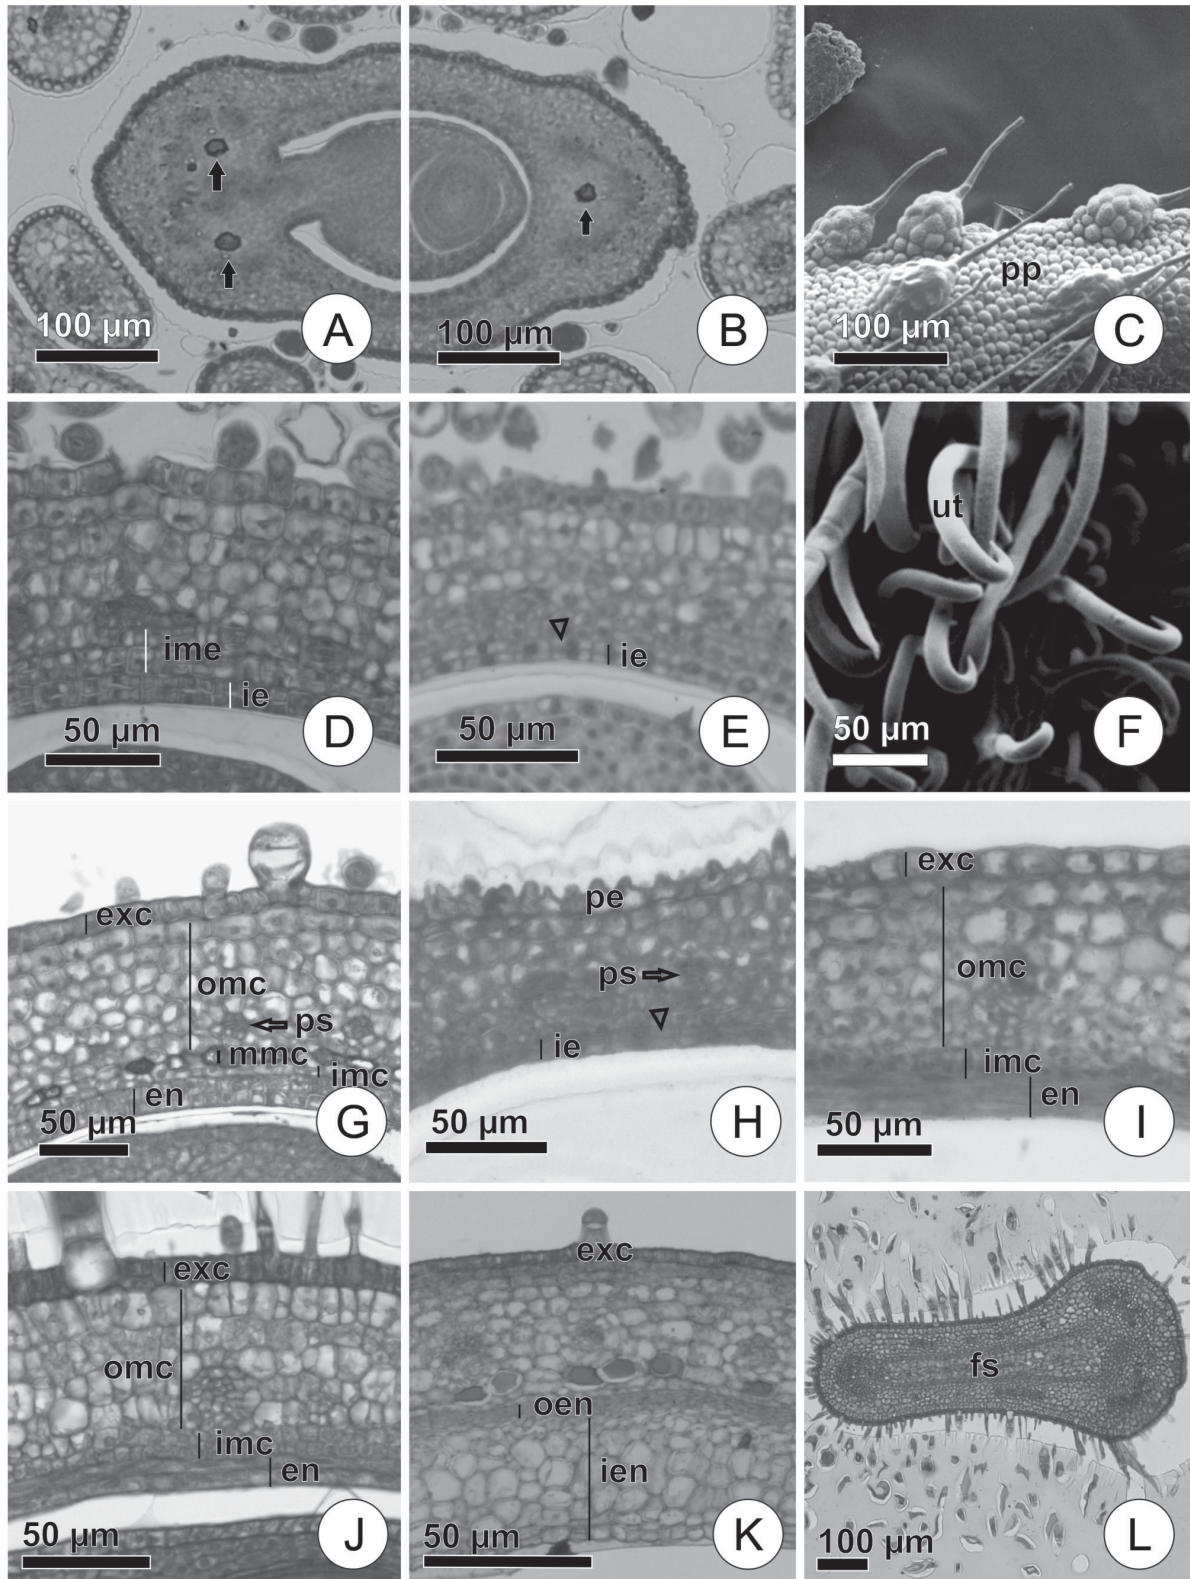 100 µm
A
100 µm
B
pp
100 µm
C
ime
ie
50 µm
D
ie
50 µm
E
ut
50 µm
F
exc
omc
ps
mmc
imc
en
50 µm
G
pe
ps
ie
50 µm
H
exc
omc
imc
en
50 µm
I
exc
omc
imc
en
50 µm
J
exc
oen
ien
50 µm
K
fs
100 µm
L